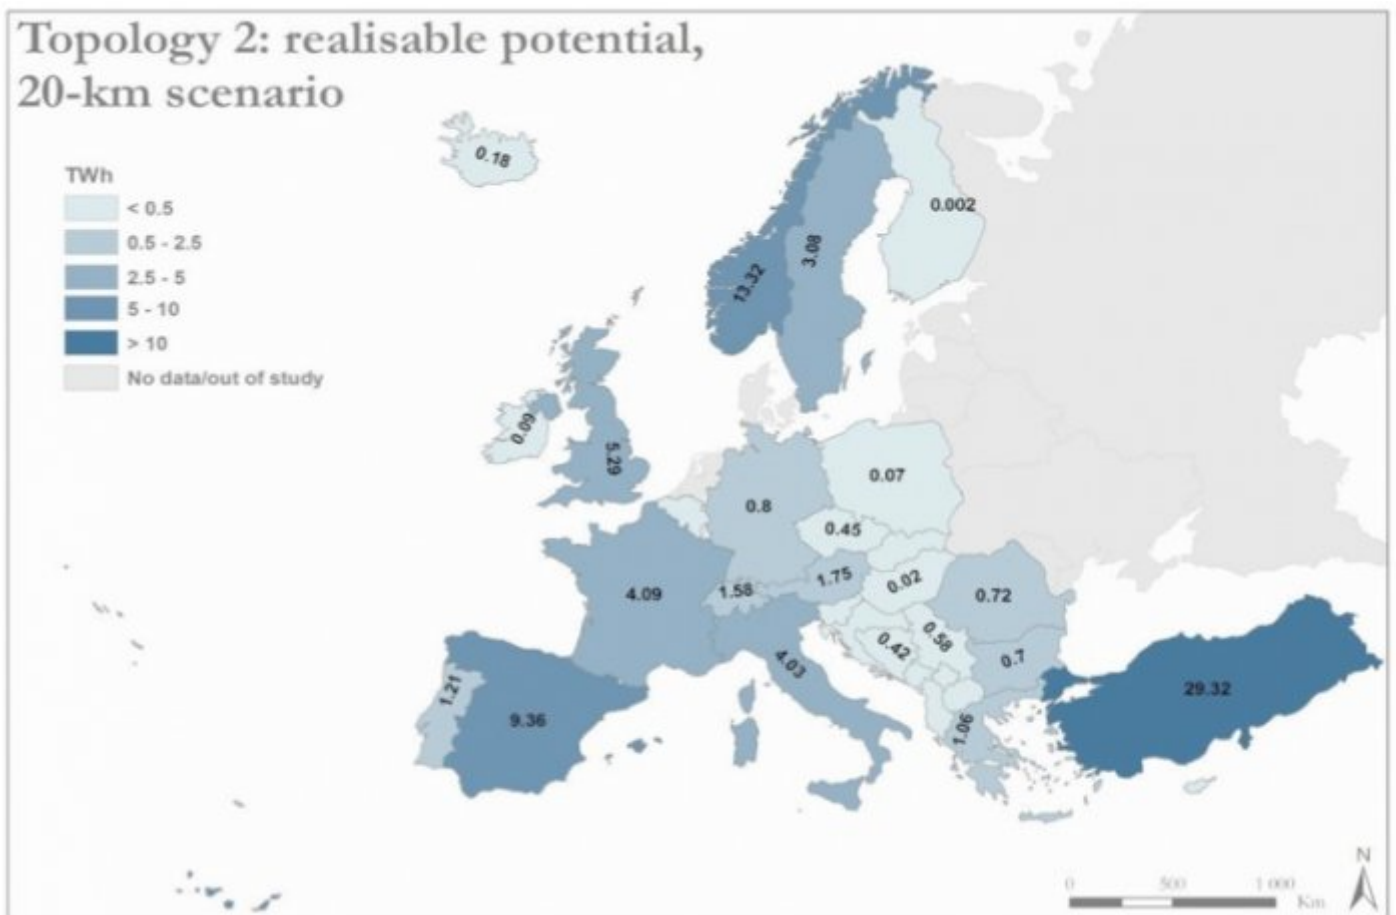 Topology 2: realisable potential,
20-km scenario
TWh
< 0.5
0.5 - 2.5
2.5 - 5
5 - 10
> 10
No data/out of study
0.18
0.002
3.08
13.32
0.09
5.29
0.07
0.8
0.45
4.09
1.58
1.75
0.02
0.72
0.58
0.42
0.7
4.03
1.21
9.36
1.06
29.32
N
0 500 1 000
Km